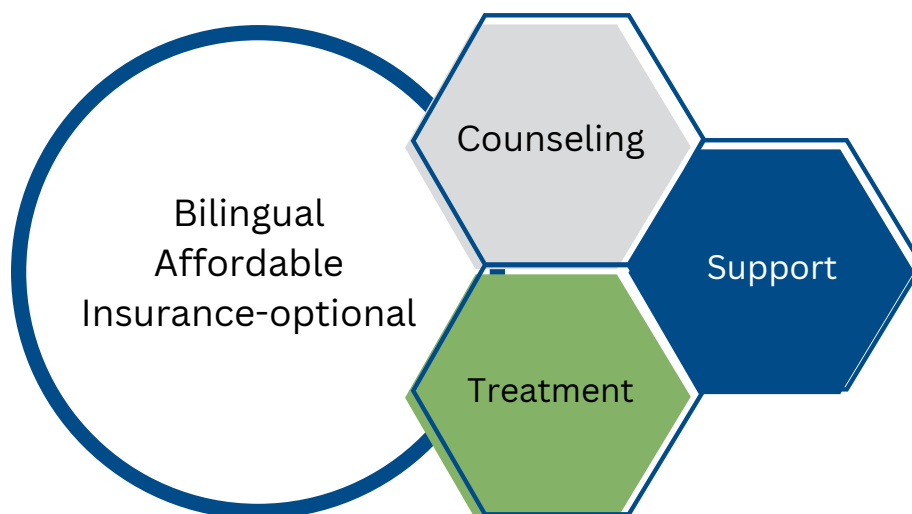 Bilingual
Affordable
Insurance-optional
Counseling
Support
Treatment